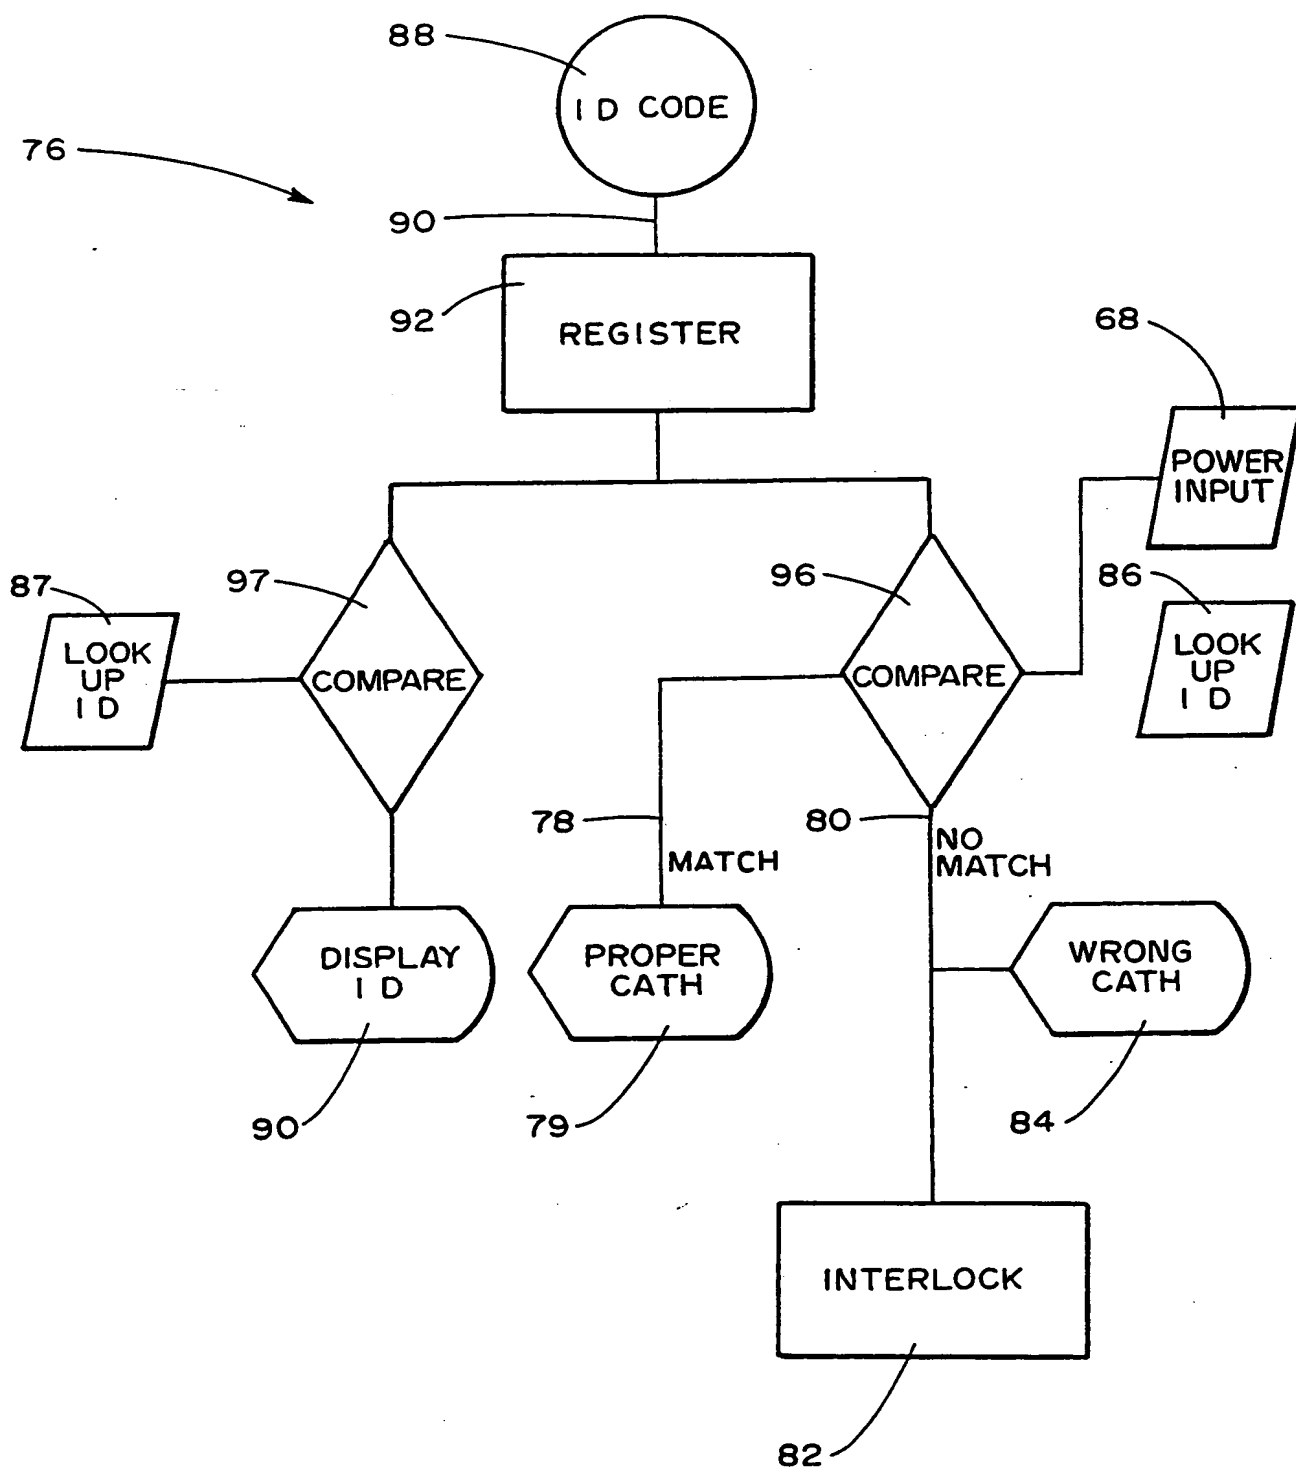 88
I D CODE
76
90
92
REGISTER
68
POWER
INPUT
87
97
96
86
LOOK
UP
I D
COMPARE
COMPARE
LOOK
UP
I D
78
80
MATCH
NO
MATCH
DISPLAY
I D
PROPER
CATH
WRONG
CATH
90
79
84
INTERLOCK
82